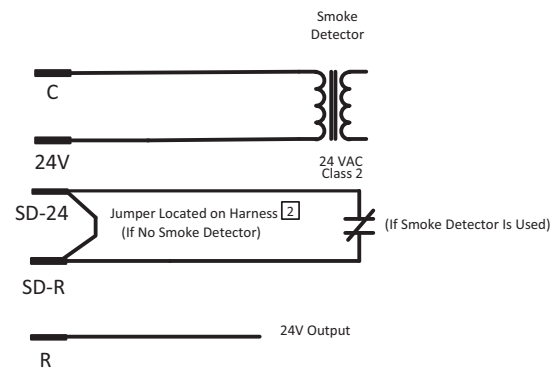 Smoke
Detector
C
24V
24 VAC
Class 2
SD-24
Jumper Located on Harness 2
(If No Smoke Detector)
(If Smoke Detector Is Used)
SD-R
24V Output
R